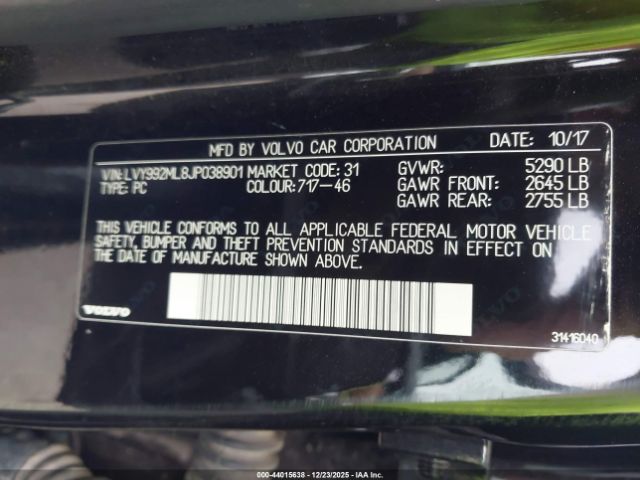 MFD BY VOLVO CAR CORPORATION DATE: 10/17
VIN:LVY992ML8JP038901 MARKET CODE: 31 GVWR: 5290 LB
TYPE: PC COLOUR:717-46 GAWR FRONT: 2645 LB
GAWR REAR: 2755 LB
THIS VEHICLE CONFORMS TO ALL APPLICABLE FEDERAL MOTOR VEHICLE
SAFETY, BUMPER AND THEFT PREVENTION STANDARDS IN EFFECT ON
THE DATE OF MANUFACTURE SHOWN ABOVE.
VOLVO
31416040
000-44015638 - 12/23/2025 - IAAI.COM